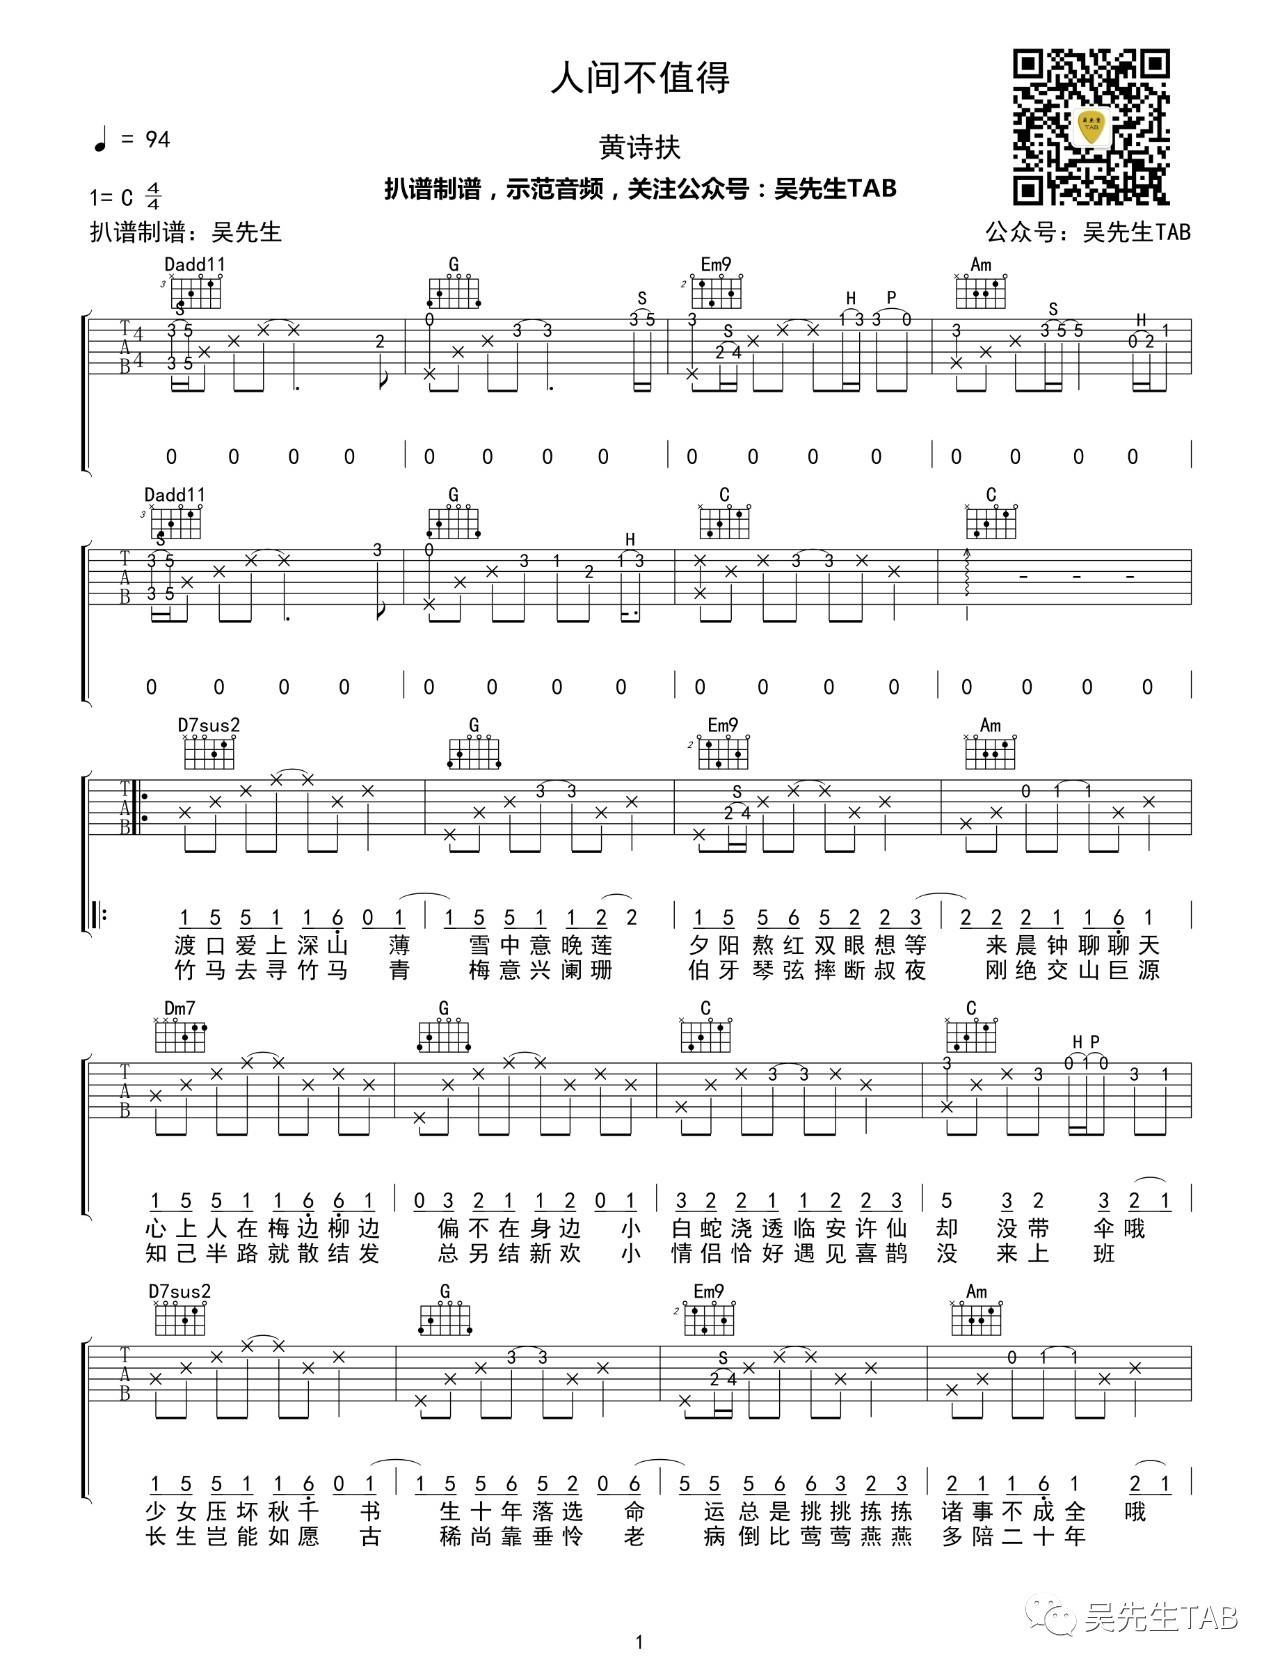 人间不值得
♩ = 94
黄诗扶
扒谱制谱，示范音频，关注公众号：吴先生TAB
1= C 4/4
扒谱制谱：吴先生
公众号：吴先生TAB
吴先生
TAB
Dadd11 G Em9 Am
0 0 0 0 0 0 0 0 0 0 0 0 0 0 0 0
Dadd11 G C C
0 0 0 0 0 0 0 0 0 0 0 0 0 0 0 0
D7sus2 G Em9 Am
1 5 5 1 1 6 0 1 1 5 5 1 1 2 2 1 5 5 6 5 2 2 3 2 2 2 1 1 6 1
渡口爱上深山 薄 雪中意晚莲 夕阳熬红双眼想等 来晨钟聊聊天
竹马去寻竹马 青 梅意兴阑珊 伯牙琴弦摔断叔夜 刚绝交山巨源
Dm7 G C C
1 5 5 1 1 6 6 1 0 3 2 1 1 2 0 1 3 2 2 1 1 2 2 3 5 3 2 3 2 1
心上人在梅边柳边 偏不在身边 小 白蛇浇透临安许仙 却 没带 伞哦
知己半路就散结发 总另结新欢 小 情侣恰好遇见喜鹊 没 来上 班
D7sus2 G Em9 Am
1 5 5 1 1 6 0 1 1 5 5 6 5 2 0 6 5 5 5 6 3 2 3 2 1 1 6 1 2 1
少女压坏秋千 书 生十年落选 命 运总是挑挑拣拣 诸事不成全 哦
长生岂能如愿 古 稀尚靠垂怜 老 病倒比莺莺燕燕 多陪二十年
1
吴先生TAB